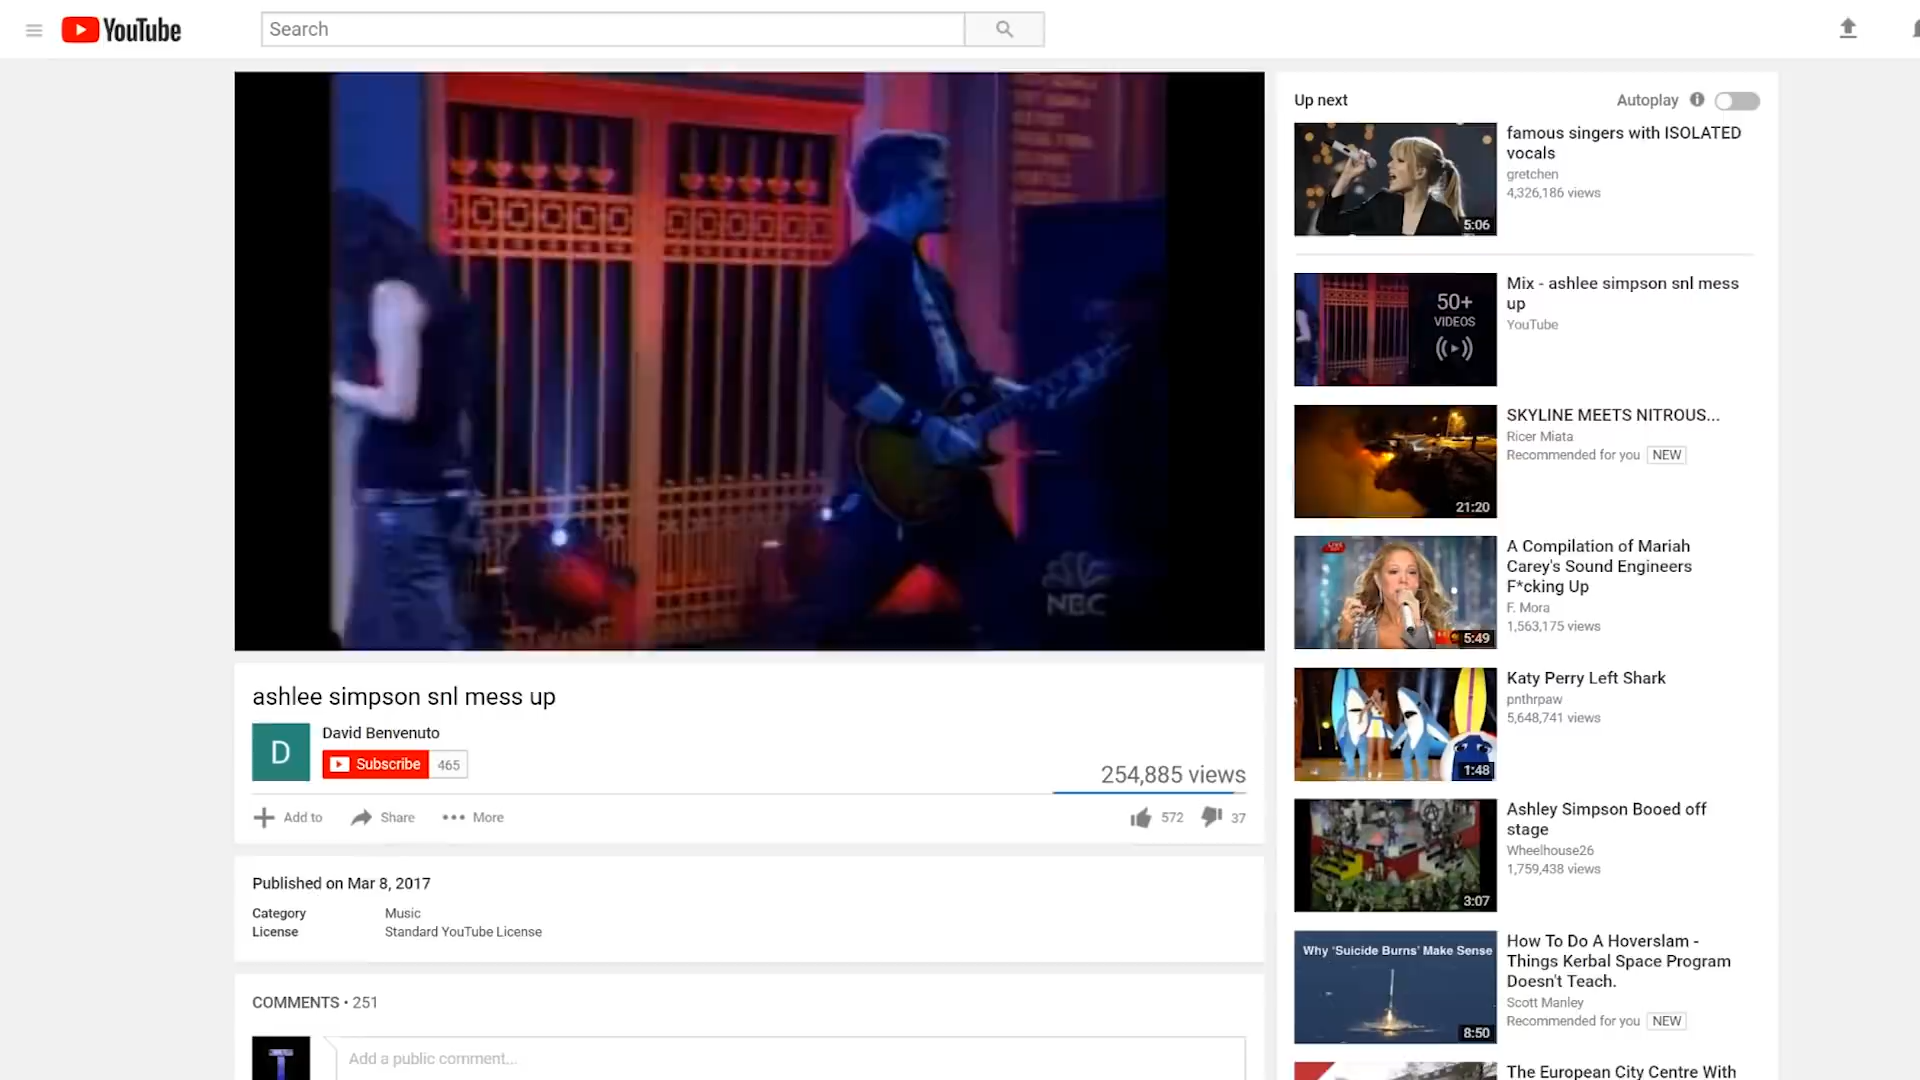 YouTube
Search
NBC
ashlee simpson snl mess up
D
David Benvenuto
Subscribe 465
254,885 views
Add to Share More
572 37
Published on Mar 8, 2017
Category Music
License Standard YouTube License
COMMENTS • 251
Add a public comment...
Up next
Autoplay
famous singers with ISOLATED
vocals
gretchen
4,326,186 views
5:06
Mix - ashlee simpson snl mess
up
YouTube
50+
VIDEOS
SKYLINE MEETS NITROUS...
Ricer Miata
Recommended for you NEW
21:20
A Compilation of Mariah
Carey's Sound Engineers
F*cking Up
F. Mora
1,563,175 views
5:49
Katy Perry Left Shark
pnthrpaw
5,648,741 views
1:48
Ashley Simpson Booed off
stage
Wheelhouse26
1,759,438 views
3:07
Why 'Suicide Burns' Make Sense
How To Do A Hoverslam -
Things Kerbal Space Program
Doesn't Teach.
Scott Manley
Recommended for you NEW
8:50
The European City Centre With